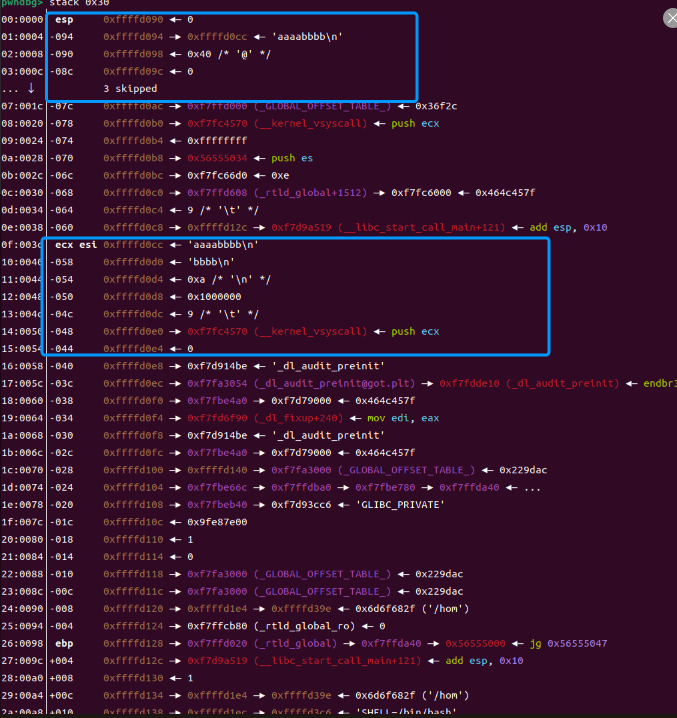 pwndbg> stack 0x30
00:0000│ esp 0xffffd090 ◂— 0
01:0004│-094 0xffffd094 —▸ 0xffffd0cc ◂— 'aaaabbbb\n'
02:0008│-090 0xffffd098 ◂— 0x40 /* '@' */
03:000c│-08c 0xffffd09c ◂— 0
... ↓ 3 skipped
07:001c│-07c 0xffffd0ac —▸ 0xf7ffd000 (_GLOBAL_OFFSET_TABLE_) ◂— 0x36f2c
08:0020│-078 0xffffd0b0 —▸ 0xf7fc4570 (__kernel_vsyscall) ◂— push ecx
09:0024│-074 0xffffd0b4 ◂— 0xffffffff
0a:0028│-070 0xffffd0b8 —▸ 0x56555034 ◂— push es
0b:002c│-06c 0xffffd0bc —▸ 0xf7fc66d0 ◂— 0xe
0c:0030│-068 0xffffd0c0 —▸ 0xf7ffd608 (_rtld_global+1512) —▸ 0xf7fc6000 ◂— 0x464c457f
0d:0034│-064 0xffffd0c4 ◂— 9 /* '\t' */
0e:0038│-060 0xffffd0c8 —▸ 0xffffd12c —▸ 0xf7d9a519 (__libc_start_call_main+121) ◂— add esp, 0x10
0f:003c│ ecx esi 0xffffd0cc ◂— 'aaaabbbb\n'
10:0040│-058 0xffffd0d0 ◂— 'bbbb\n'
11:0044│-054 0xffffd0d4 ◂— 0xa /* '\n' */
12:0048│-050 0xffffd0d8 ◂— 0x1000000
13:004c│-04c 0xffffd0dc ◂— 9 /* '\t' */
14:0050│-048 0xffffd0e0 —▸ 0xf7fc4570 (__kernel_vsyscall) ◂— push ecx
15:0054│-044 0xffffd0e4 ◂— 0
16:0058│-040 0xffffd0e8 —▸ 0xf7d914be ◂— '_dl_audit_preinit'
17:005c│-03c 0xffffd0ec —▸ 0xf7fa3054 (_dl_audit_preinit@got.plt) —▸ 0xf7fdde10 (_dl_audit_preinit) ◂— endbr3
18:0060│-038 0xffffd0f0 —▸ 0xf7fbe4a0 —▸ 0xf7d79000 ◂— 0x464c457f
19:0064│-034 0xffffd0f4 —▸ 0xf7fd6f90 (_dl_fixup+240) ◂— mov edi, eax
1a:0068│-030 0xffffd0f8 —▸ 0xf7d914be ◂— '_dl_audit_preinit'
1b:006c│-02c 0xffffd0fc —▸ 0xf7fbe4a0 —▸ 0xf7d79000 ◂— 0x464c457f
1c:0070│-028 0xffffd100 —▸ 0xffffd140 —▸ 0xf7fa3000 (_GLOBAL_OFFSET_TABLE_) ◂— 0x229dac
1d:0074│-024 0xffffd104 —▸ 0xf7fbe66c —▸ 0xf7ffdba0 —▸ 0xf7fbe780 —▸ 0xf7ffda40 ◂— ...
1e:0078│-020 0xffffd108 —▸ 0xf7fbeb40 —▸ 0xf7d93cc6 ◂— 'GLIBC_PRIVATE'
1f:007c│-01c 0xffffd10c ◂— 0x9fe87e00
20:0080│-018 0xffffd110 ◂— 1
21:0084│-014 0xffffd114 ◂— 0
22:0088│-010 0xffffd118 —▸ 0xf7fa3000 (_GLOBAL_OFFSET_TABLE_) ◂— 0x229dac
23:008c│-00c 0xffffd11c —▸ 0xf7fa3000 (_GLOBAL_OFFSET_TABLE_) ◂— 0x229dac
24:0090│-008 0xffffd120 —▸ 0xffffd1e4 —▸ 0xffffd39e ◂— 0x6d6f682f ('/hom')
25:0094│-004 0xffffd124 —▸ 0xf7ffcb80 (_rtld_global_ro) ◂— 0
26:0098│ ebp 0xffffd128 —▸ 0xf7ffd020 (_rtld_global) —▸ 0xf7ffda40 —▸ 0x56555000 ◂— jg 0x56555047
27:009c│+004 0xffffd12c —▸ 0xf7d9a519 (__libc_start_call_main+121) ◂— add esp, 0x10
28:00a0│+008 0xffffd130 ◂— 1
29:00a4│+00c 0xffffd134 —▸ 0xffffd1e4 —▸ 0xffffd39e ◂— 0x6d6f682f ('/hom')
2a:00a8│+010 0xffffd138 —▸ 0xffffd1ec —▸ 0xffffd3c6 ◂— 'SHELL=/bin/bash'